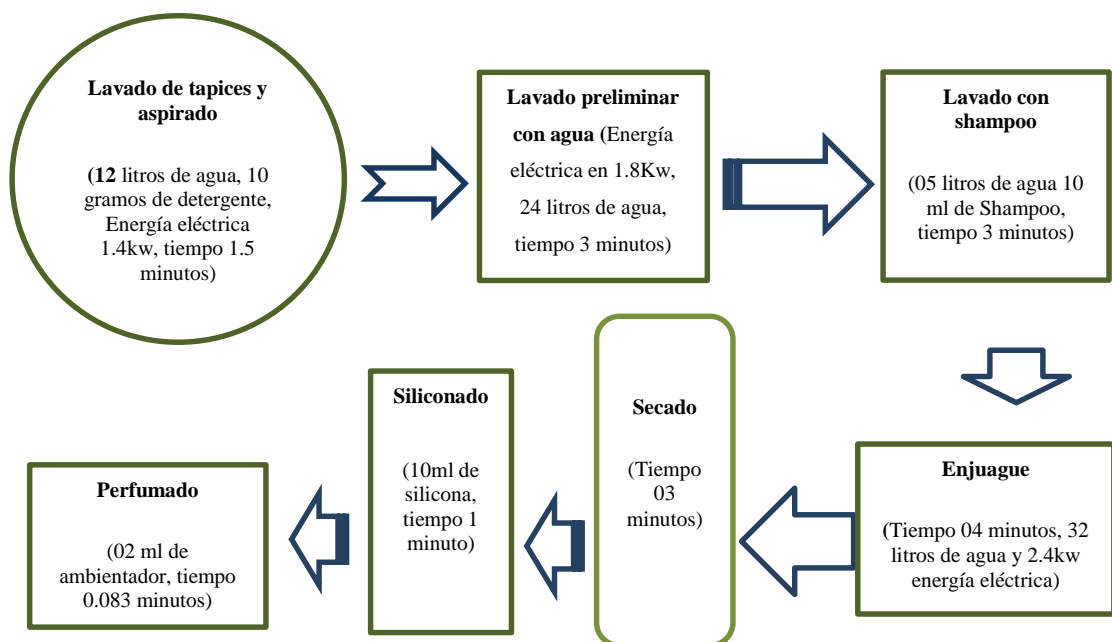 Lavado de tapices y
aspirado
(12 litros de agua, 10
gramos de detergente,
Energía eléctrica
1.4kw, tiempo 1.5
minutos)
Lavado preliminar
con agua (Energía
eléctrica en 1.8Kw,
24 litros de agua,
tiempo 3 minutos)
Lavado con
shampoo
(05 litros de agua 10
ml de Shampoo,
tiempo 3 minutos)
Enjuague
(Tiempo 04 minutos, 32
litros de agua y 2.4kw
energía eléctrica)
Secado
(Tiempo
03
minutos)
Siliconado
(10ml de
silicona,
tiempo 1
minuto)
Perfumado
(02 ml de
ambientador, tiempo
0.083 minutos)